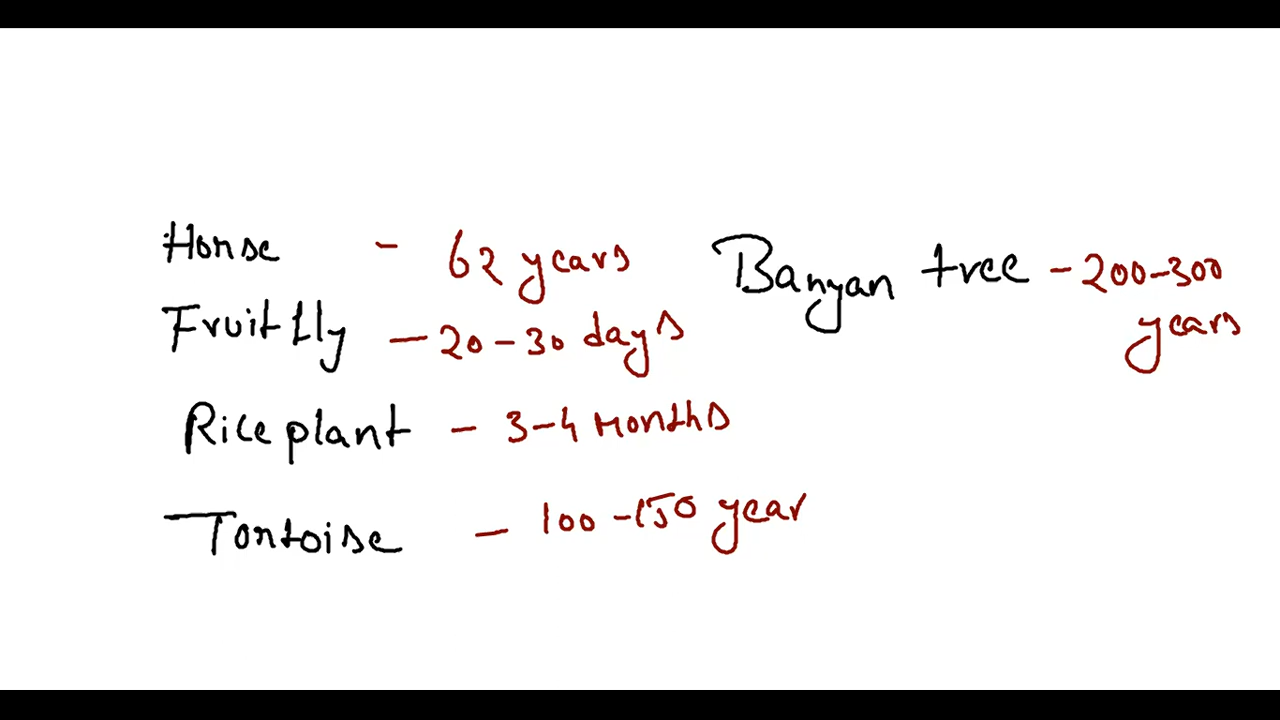 Horse - 62 years
Fruit fly - 20-30 days
Rice plant - 3-4 Months
Tortoise - 100-150 year
Banyan tree - 200-300
years